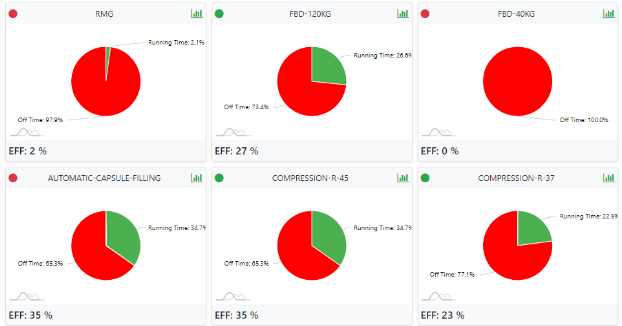 RMG
Running Time: 2.1%
Off Time: 97.9%
EFF: 2 %
FBD-120KG
Running Time: 26.6%
Off Time: 73.4%
EFF: 27 %
FBD-40KG
Off Time: 100.0%
EFF: 0 %
AUTOMATIC-CAPSULE-FILLING
Running Time: 34.7%
Off Time: 65.3%
EFF: 35 %
COMPRESSION-R-45
Running Time: 34.7%
Off Time: 65.3%
EFF: 35 %
COMPRESSION-R-37
Running Time: 22.9%
Off Time: 77.1%
EFF: 23 %